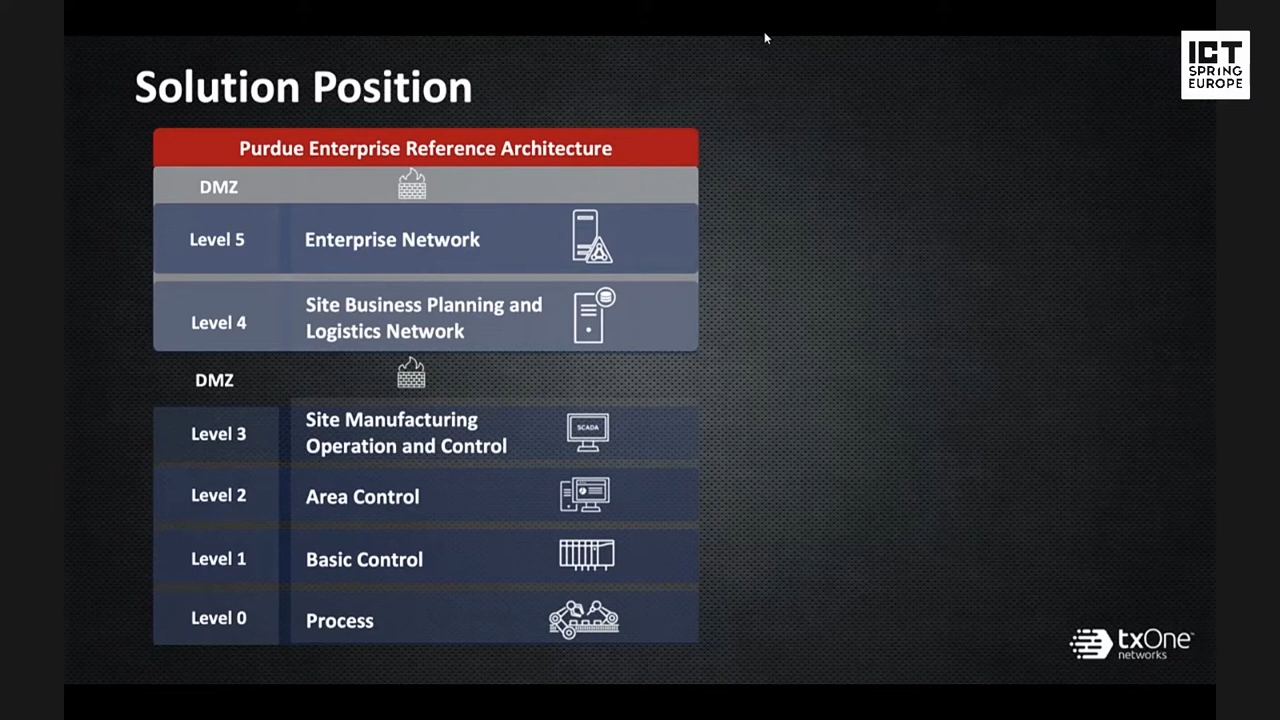 ICT
SPRING
EUROPE
Solution Position
Purdue Enterprise Reference Architecture
DMZ
Level 5
Enterprise Network
Level 4
Site Business Planning and
Logistics Network
DMZ
Level 3
Site Manufacturing
Operation and Control
SCADA
Level 2
Area Control
Level 1
Basic Control
Level 0
Process
txOne
networks